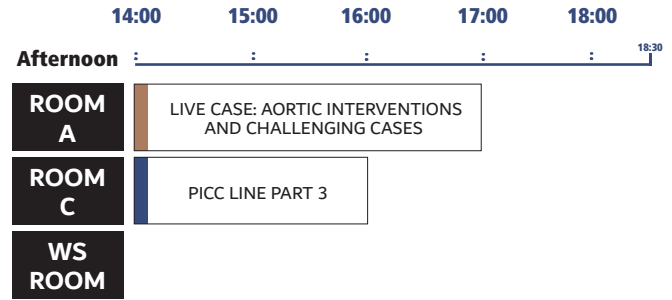 14:00 15:00 16:00 17:00 18:00
18:30
Afternoon
ROOM
A
LIVE CASE: AORTIC INTERVENTIONS
AND CHALLENGING CASES
ROOM
C
PICC LINE PART 3
WS
ROOM